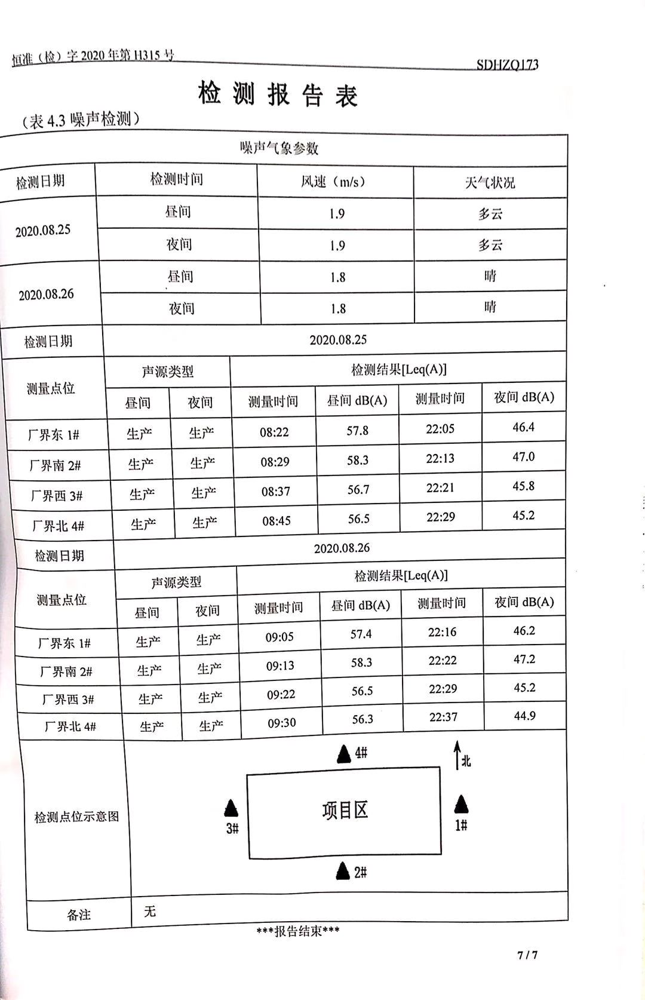 恒准（检）字 2020 年第 H315 号 SDHZQ173
检测报告表
（表 4.3 噪声检测）
噪声气象参数
检测日期 检测时间 风速（m/s） 天气状况
2020.08.25 昼间 1.9 多云
夜间 1.9 多云
2020.08.26 昼间 1.8 晴
夜间 1.8 晴
检测日期 2020.08.25
测量点位 声源类型 检测结果[Leq(A)]
昼间 夜间 测量时间 昼间 dB(A) 测量时间 夜间 dB(A)
厂界东 1# 生产 生产 08:22 57.8 22:05 46.4
厂界南 2# 生产 生产 08:29 58.3 22:13 47.0
厂界西 3# 生产 生产 08:37 56.7 22:21 45.8
厂界北 4# 生产 生产 08:45 56.5 22:29 45.2
检测日期 2020.08.26
测量点位 声源类型 检测结果[Leq(A)]
昼间 夜间 测量时间 昼间 dB(A) 测量时间 夜间 dB(A)
厂界东 1# 生产 生产 09:05 57.4 22:16 46.2
厂界南 2# 生产 生产 09:13 58.3 22:22 47.2
厂界西 3# 生产 生产 09:22 56.5 22:29 45.2
厂界北 4# 生产 生产 09:30 56.3 22:37 44.9
检测点位示意图
4#
北
项目区
3#
1#
2#
备注 无
***报告结束***
7 / 7